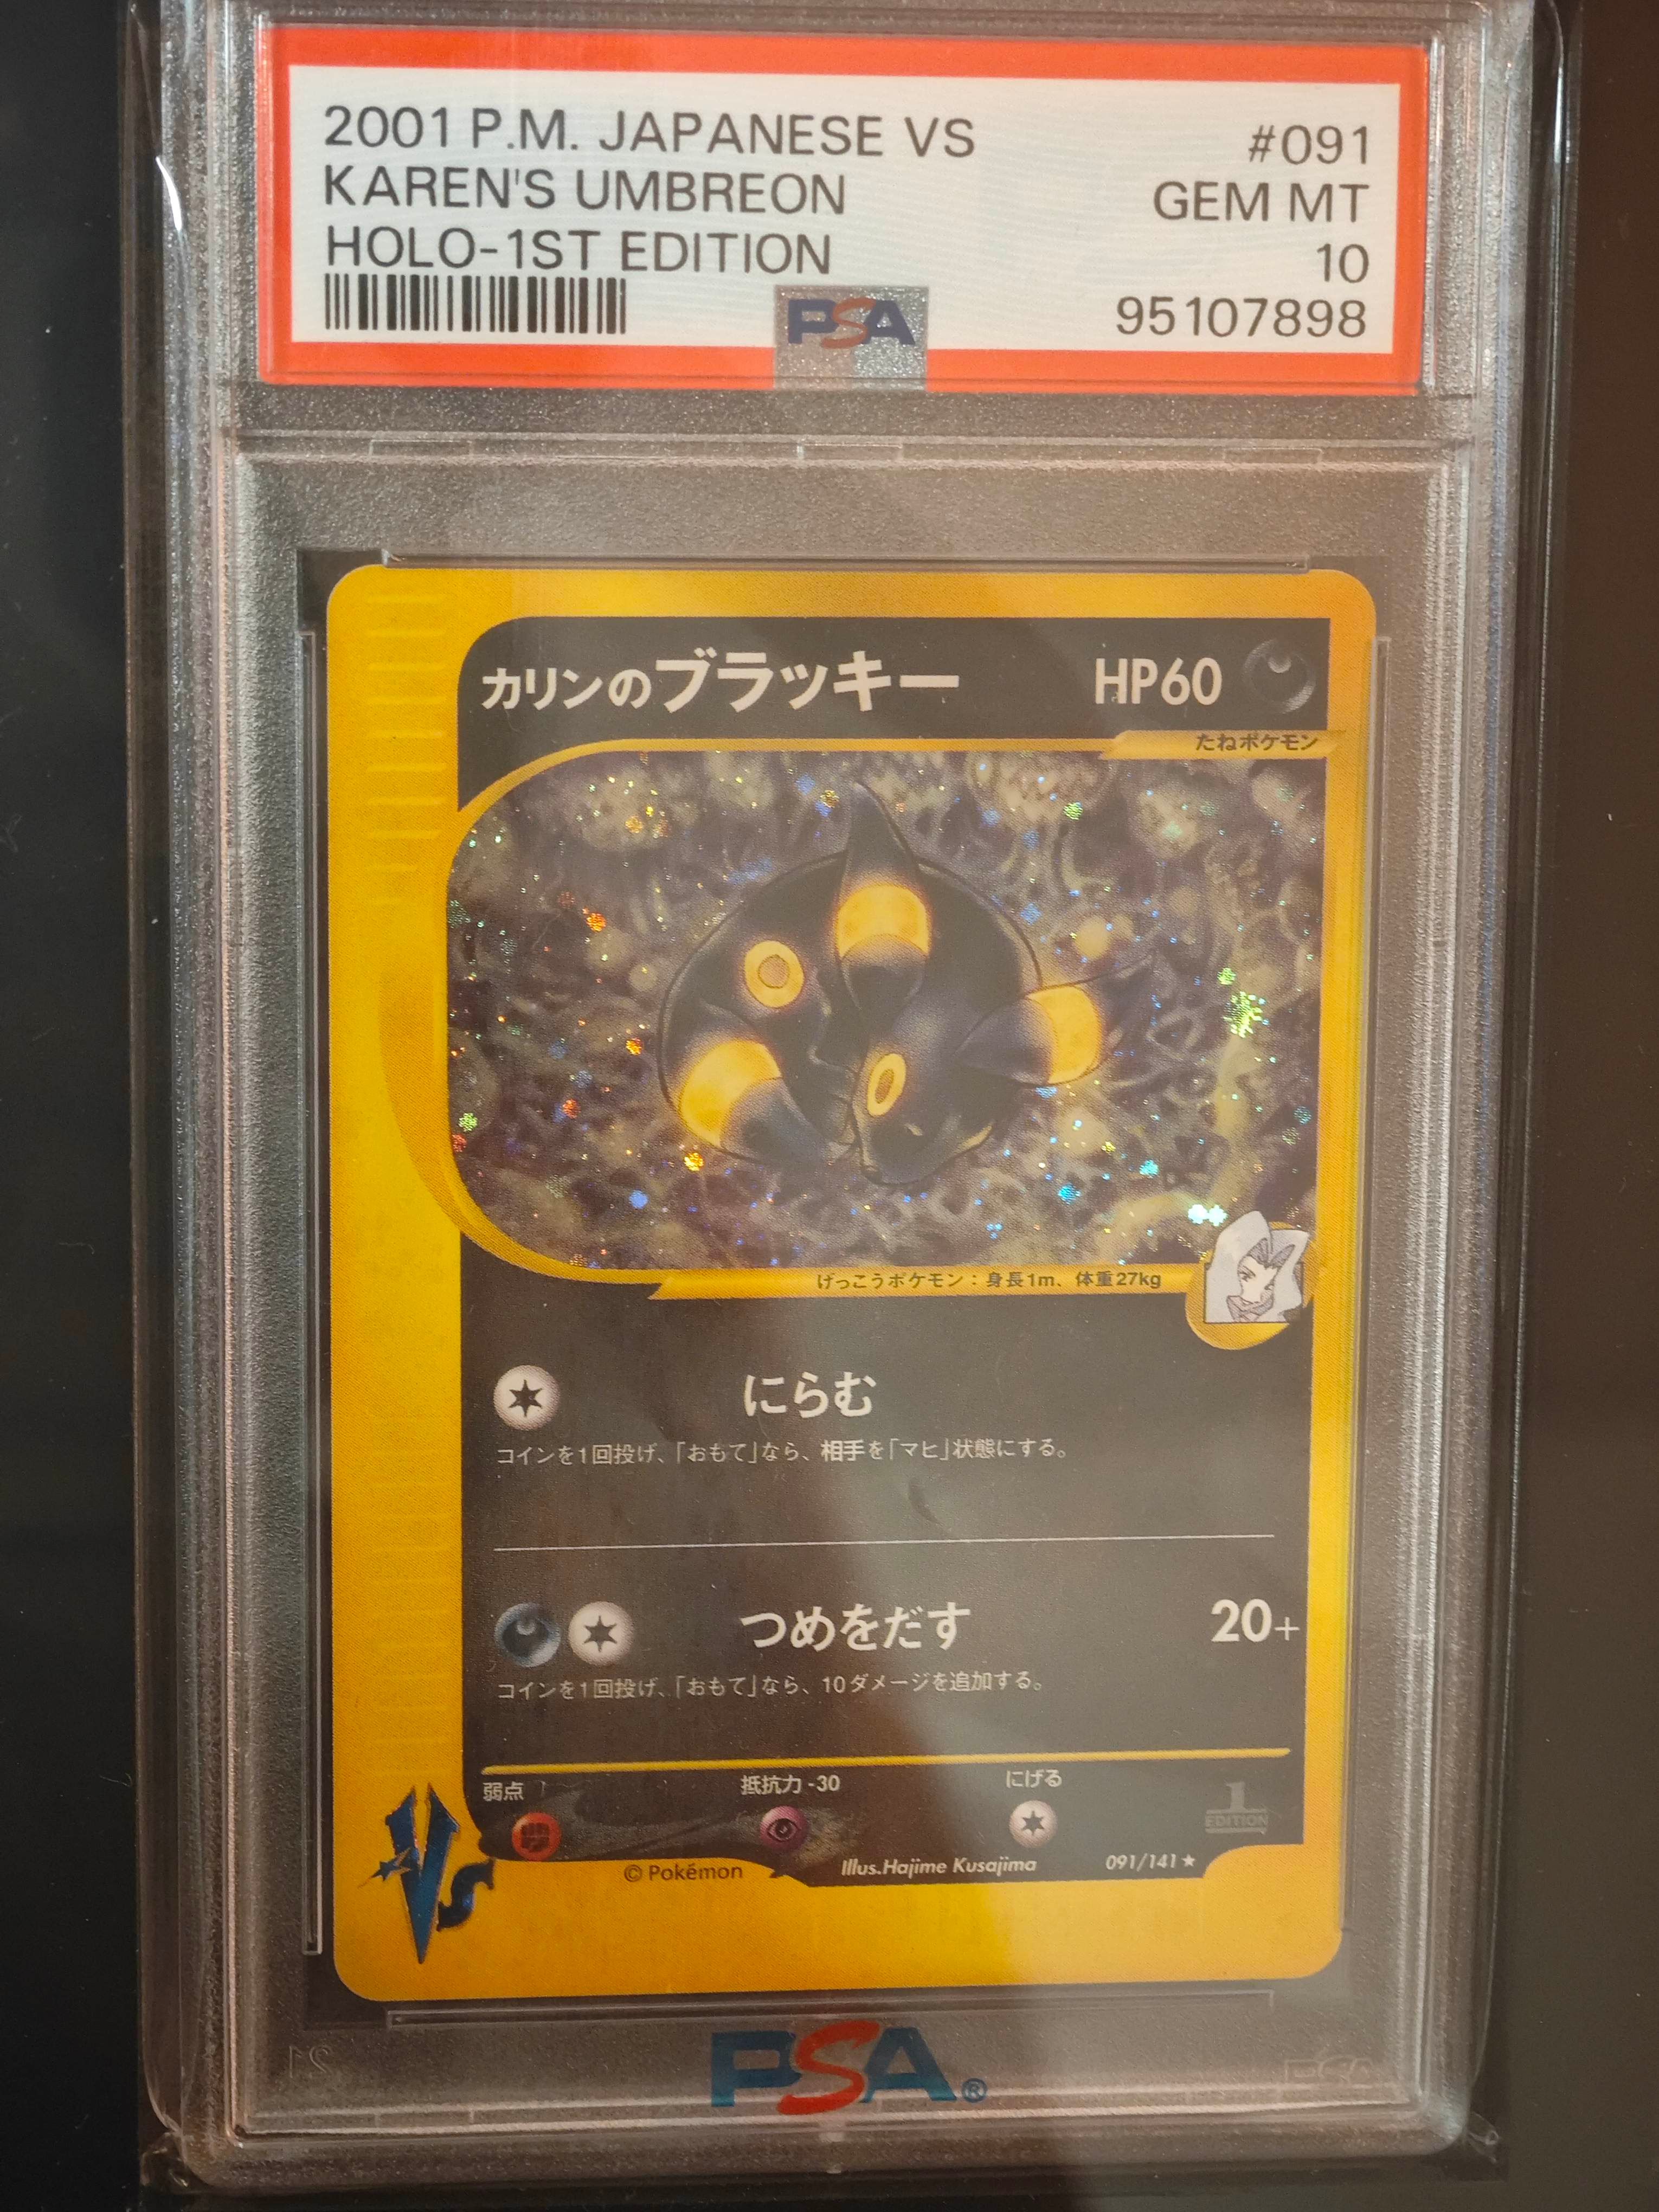 2001 P.M. JAPANESE VS #091
KAREN'S UMBREON GEM MT
HOLO-1ST EDITION 10
PSA 95107898
カリンのブラッキー HP60
たねポケモン
げっこうポケモン：身長1m、体重27kg
にらむ
コインを1回投げ、「おもて」なら、相手を「マヒ」状態にする。
つめをだす 20+
コインを1回投げ、「おもて」なら、10ダメージを追加する。
弱点 抵抗力-30 にげる
1 EDITION
© Pokémon Illus.Hajime Kusajima 091/141★
Vs
PSA®